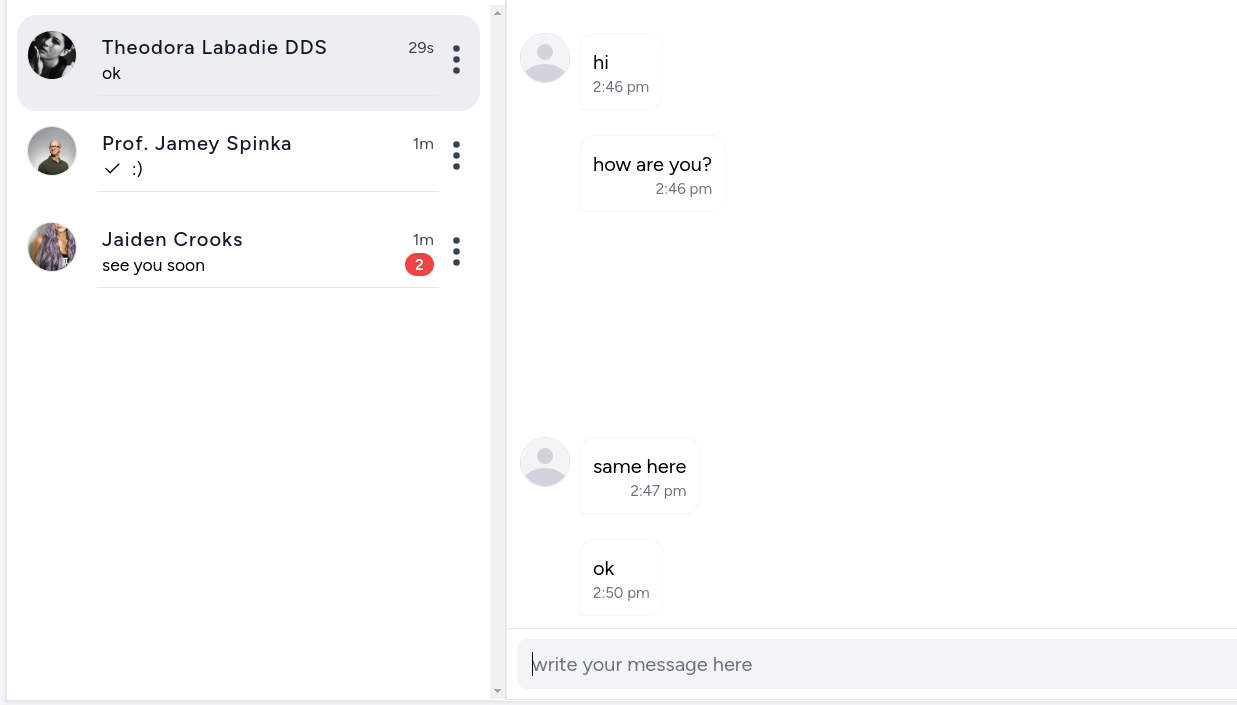 Theodora Labadie DDS 29s
ok
Prof. Jamey Spinka 1m
:)
Jaiden Crooks 1m
see you soon 2
hi
2:46 pm
how are you?
2:46 pm
same here
2:47 pm
ok
2:50 pm
write your message here